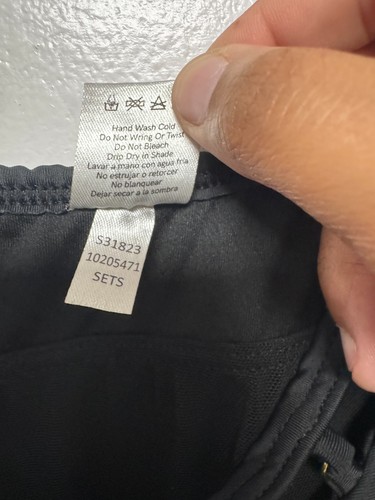 Hand Wash Cold
Do Not Wring Or Twist
Do Not Bleach
Drip Dry in Shade
Lavar a mano con agua fria
No estrujar o retorcer
No blanquear
Dejar secar a la sombra
S31823
10205471
SETS